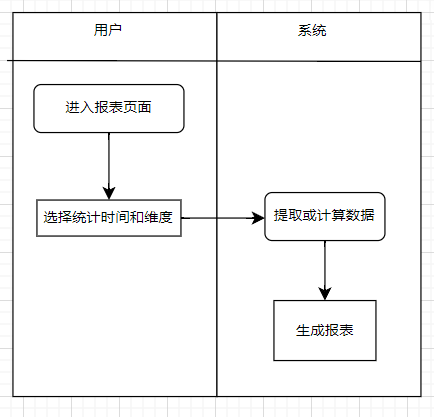 用户
系统
进入报表页面
选择统计时间和维度
提取或计算数据
生成报表